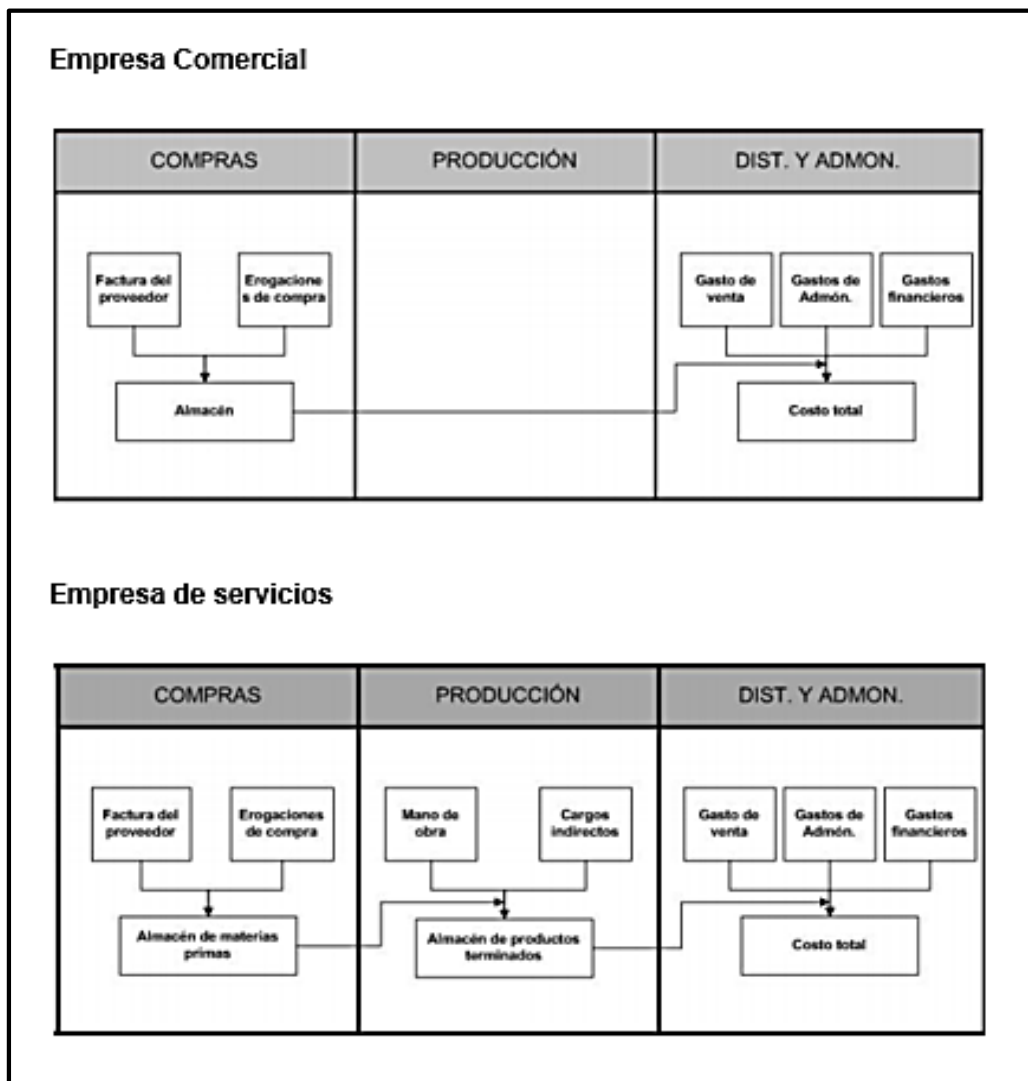 Empresa Comercial
COMPRAS
PRODUCCIÓN
DIST. Y ADMON.
Factura del
proveedor
Erogacione
s de compra
Gasto de
venta
Gastos de
Admón.
Gastos
financieros
Almacén
Costo total
Empresa de servicios
COMPRAS
PRODUCCIÓN
DIST. Y ADMON.
Factura del
proveedor
Erogaciones
de compra
Mano de
obra
Cargos
indirectos
Gasto de
venta
Gastos de
Admón.
Gastos
financieros
Almacén de materias
primas
Almacén de productos
terminados
Costo total